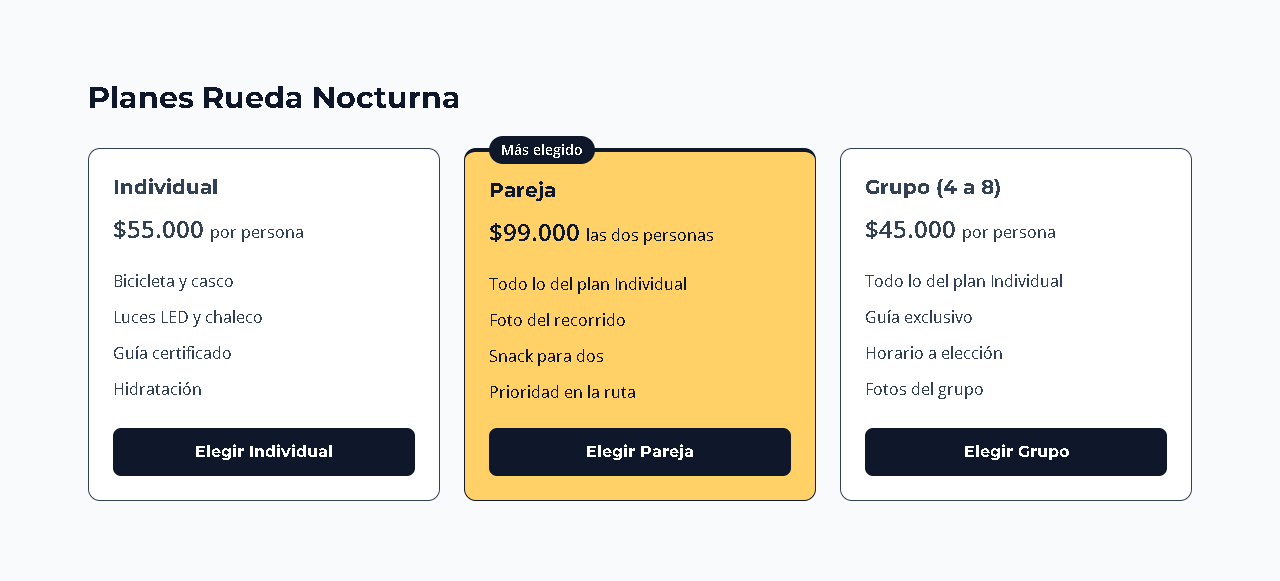 Planes Rueda Nocturna
Individual
$55.000 por persona
Bicicleta y casco
Luces LED y chaleco
Guía certificado
Hidratación
Elegir Individual
Más elegido
Pareja
$99.000 las dos personas
Todo lo del plan Individual
Foto del recorrido
Snack para dos
Prioridad en la ruta
Elegir Pareja
Grupo (4 a 8)
$45.000 por persona
Todo lo del plan Individual
Guía exclusivo
Horario a elección
Fotos del grupo
Elegir Grupo